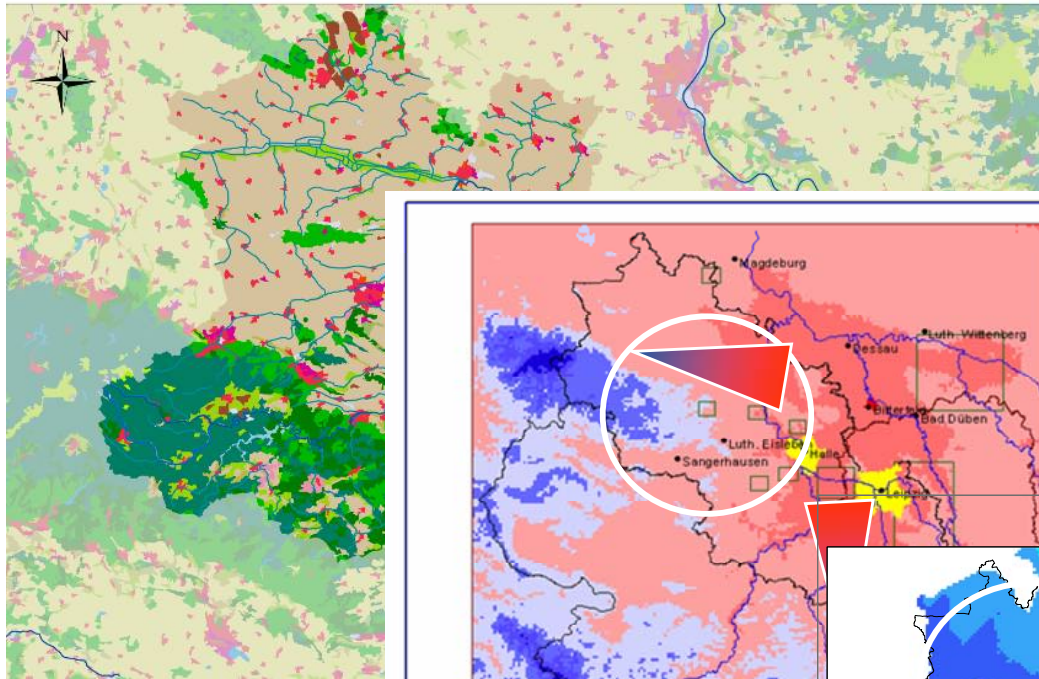 N
Magdeburg
Luth. Wittenberg
Dessau
Bitterfeld
Bad Düben
Luth. Eisleben
Halle
Sangerhausen
Leipzig